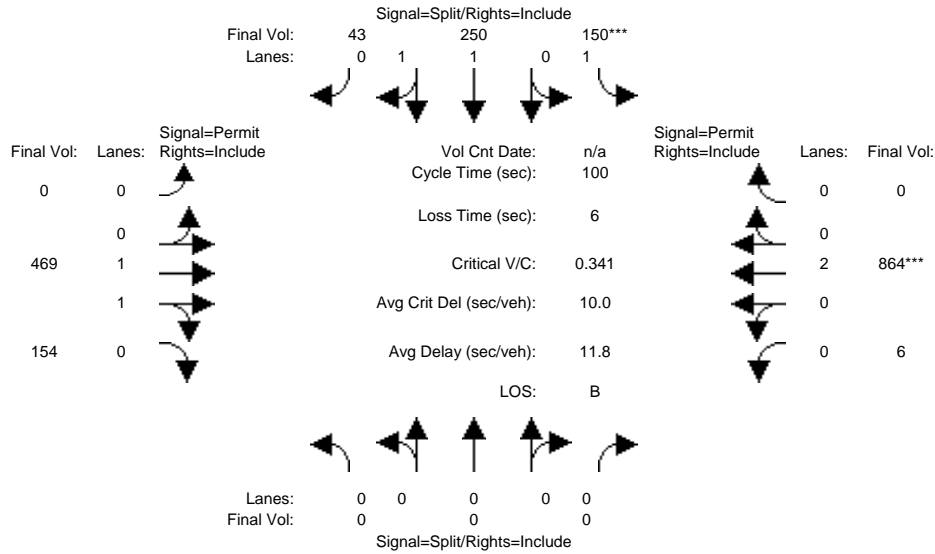 Signal=Split/Rights=Include
Final Vol: 43 250 150***
Lanes: 0 1 1 0 1
Signal=Permit
Final Vol: Lanes: Rights=Include
Vol Cnt Date: n/a
Signal=Permit
Rights=Include Lanes: Final Vol:
Cycle Time (sec): 100
0 0
0 0
Loss Time (sec): 6
0
0
469 1
Critical V/C: 0.341
2 864***
1
Avg Crit Del (sec/veh): 10.0
0
154 0
Avg Delay (sec/veh): 11.8
0 6
LOS: B
Lanes: 0 0 0 0 0
Final Vol: 0 0 0
Signal=Split/Rights=Include